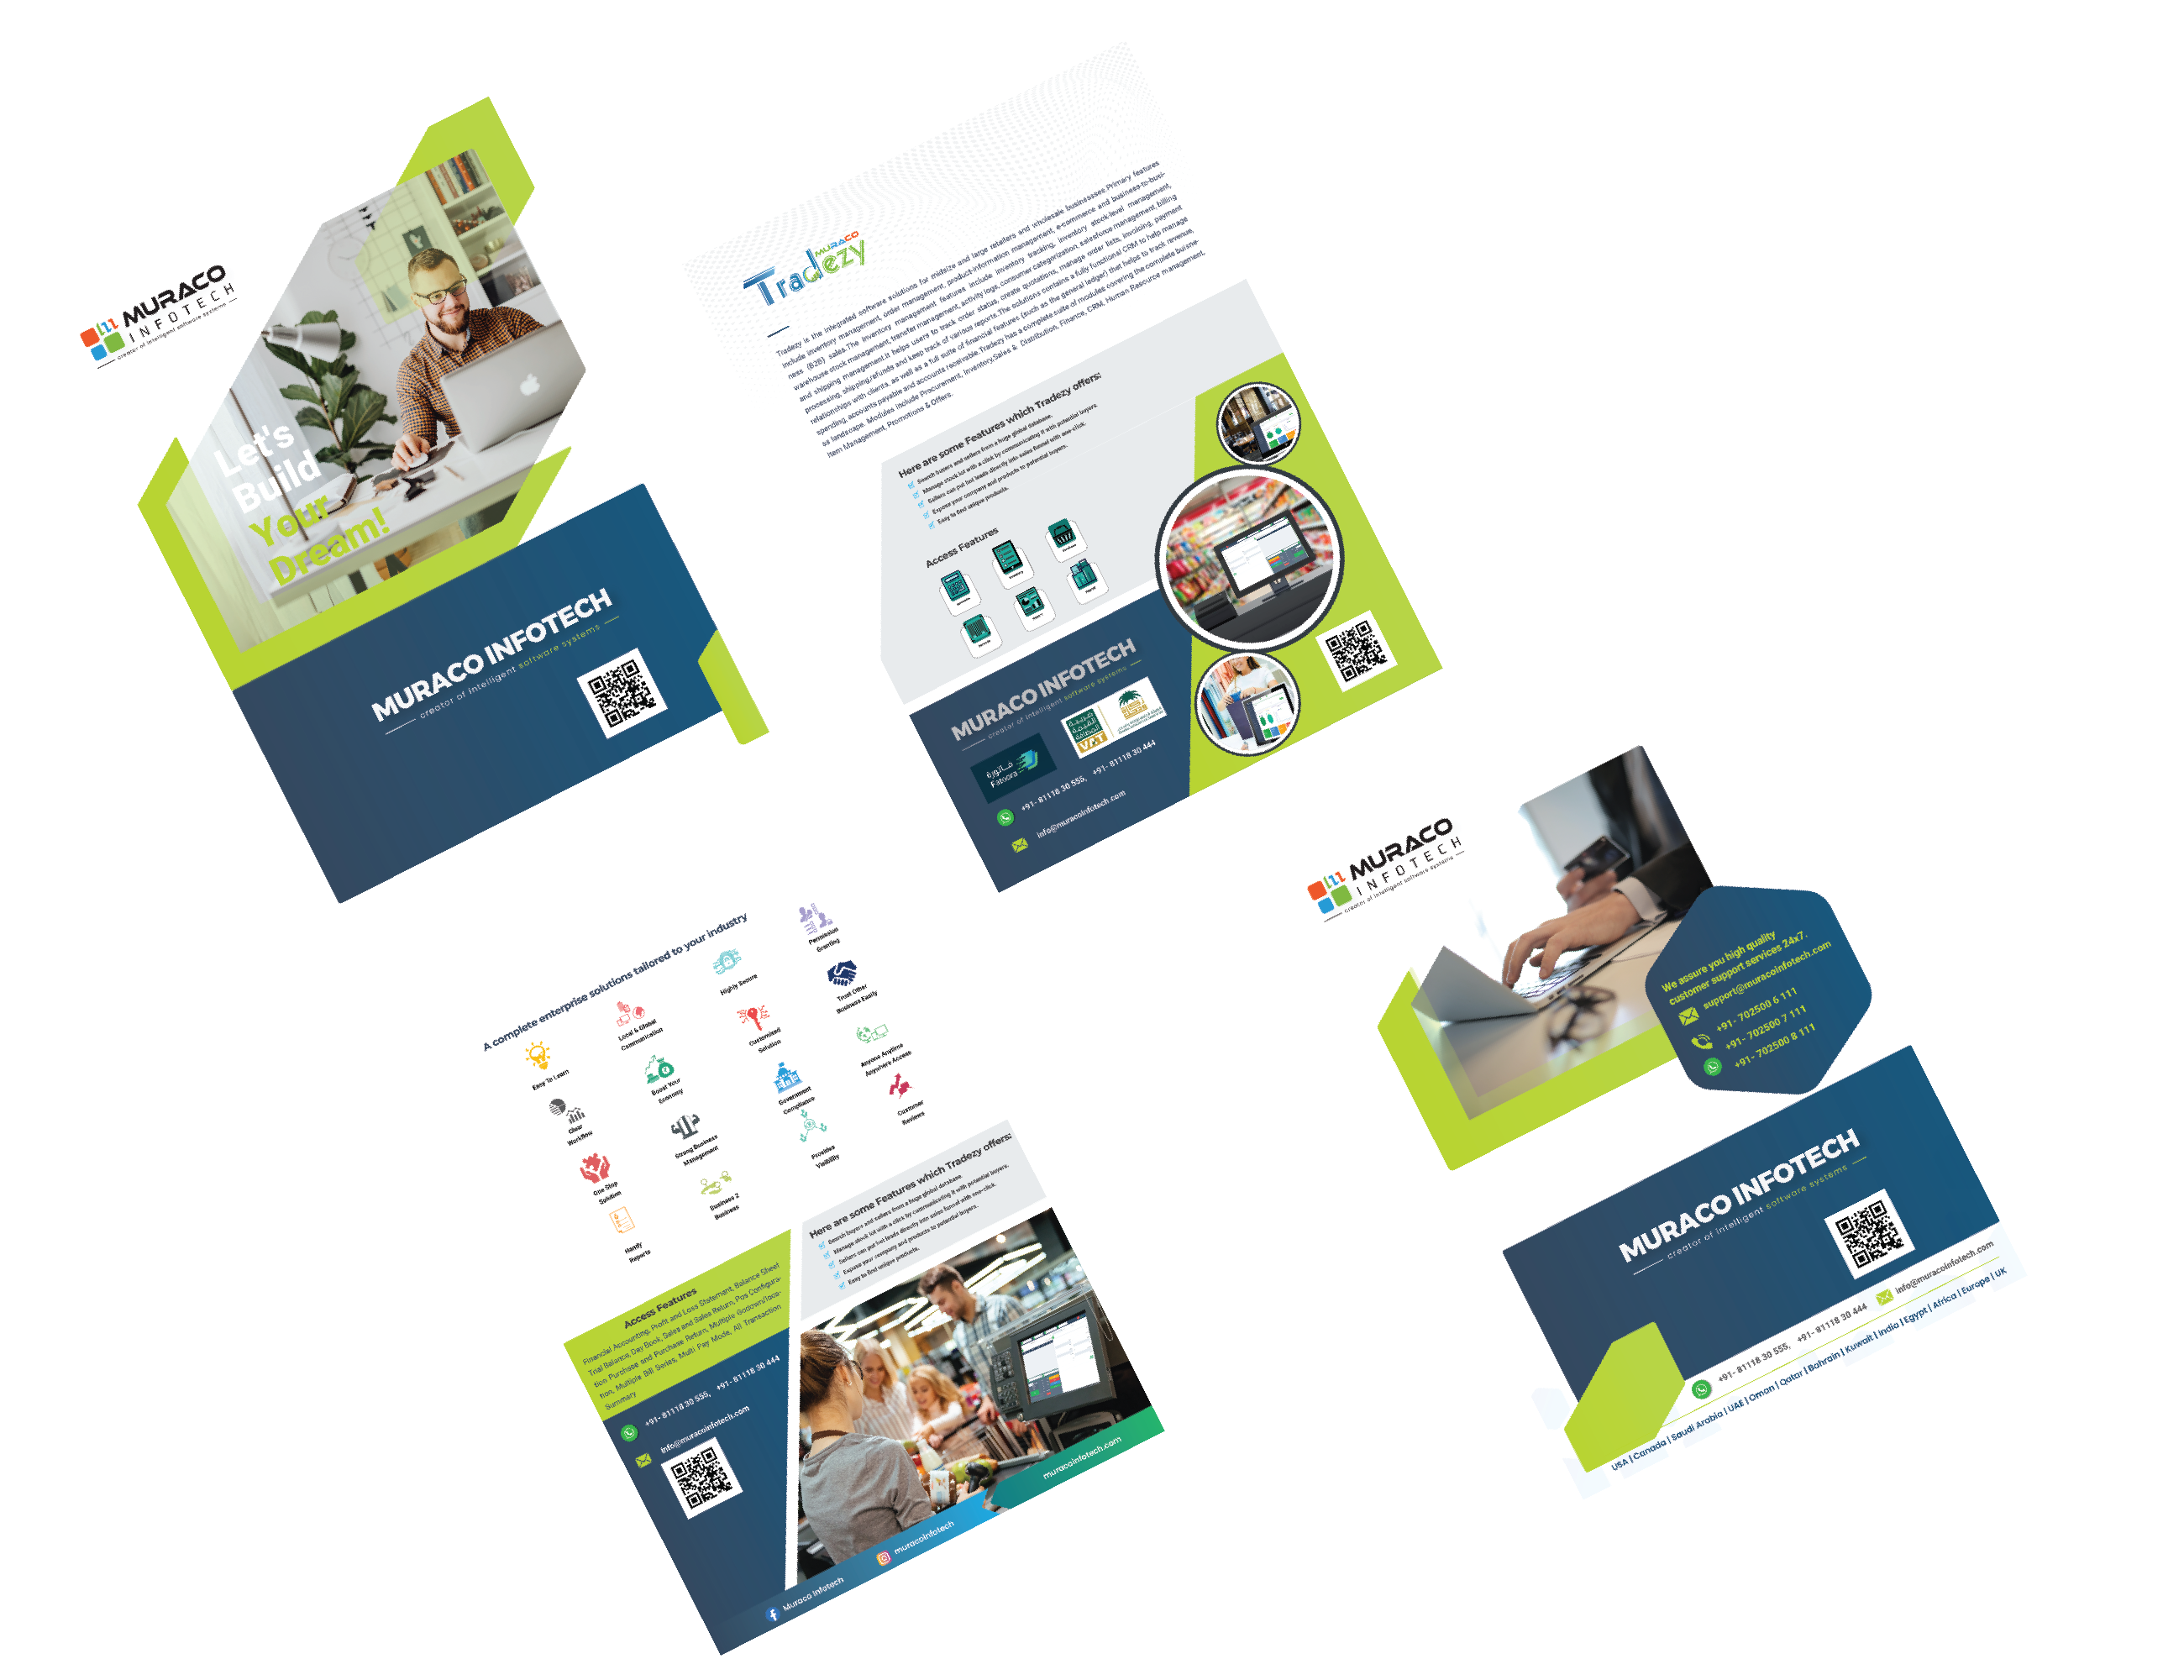 MURACO
INFOTECH
creator of intelligent software systems
Let's
Build
Your
Dream!
MURACO INFOTECH
creator of intelligent software systems
MURACO
Tradezy
Tradezy is the integrated software solutions for midsize and large retailers and wholesale businessses.Primary features
include inventory management, order management, product-information management, e-commerce and business-to-busi-
ness (B2B) sales.The inventory management features include inventory tracking, inventory stock-level management,
warehouse stock management,transfer management, activity logs,consumer categorization, salesforce management, billing
and shipping management.It helps users to track order status, create quotations, manage order lists, invoicing, payment
processing, shipping,refunds and keep track of various reports.The solutions contains a fully functional CRM to help manage
relationships with clients, as well as a full suite of financial features (such as the general ledger) that helps to track revenue,
spending, accounts payable and accounts receivable.Tradezy has a complete suite of modules covering the complete buisne-
as landscape. Modules include Procurement, Inventory,Sales & Distribution, Finance, CRM, Human Resource management,
Item Management, Promotions & Offers.
Here are some Features which Tradezy offers:
Search buyers and sellers from a huge global database.
Manage stock lot with a click by communicating it with potential buyers.
Sellers can put hot leads directly into sales funnel with one-click.
Expose your company and products to potential buyers.
Easy to find unique products.
Access Features
Inventory
MURACO INFOTECH
creator of intelligent software systems
فـاتورة
Fatoora
ضريبة
القيمة
المضافة
VAT
+91- 81118 30 555, +91- 81118 30 444
info@muracoinfotech.com
A complete enterprise solutions tailored to your industry
Easy To Learn
Local & Global
Communication
Highly Secure
Permission
Granting
Clear
Workflow
Boost Your
Economy
Customised
Solution
Trust Other
Business Easily
One Stop
Solution
Strong Business
Management
Government
Compliance
Anyone Anytime
Anywhere Access
Handy
Reports
Business 2
Business
Provides
Visibility
Customer
Reviews
Here are some Features which Tradezy offers:
Search buyers and sellers from a huge global database.
Manage stock lot with a click by communicating it with potential buyers.
Sellers can put hot leads directly into sales funnel with one-click.
Expose your company and products to potential buyers.
Easy to find unique products.
Access Features
Financial Accounting, Profit and Loss Statement, Balance Sheet
Trial Balance, Day Book, Sales and Sales Return, Pos Configura-
tion Purchase and Purchase Return, Multiple Godown/loca-
tion, Multiple Bill Series, Multi Pay Mode, All Transaction
Summary
+91- 81118 30 555, +91- 81118 30 444
info@muracoinfotech.com
Muraco Infotech
muracoinfotech
muracoinfotech.com
MURACO
INFOTECH
creator of intelligent software systems
We assure you high quality
customer support services 24x7.
support@muracoinfotech.com
+91- 702500 6 111
+91- 702500 7 111
+91- 702500 8 111
MURACO INFOTECH
creator of intelligent software systems
+91- 81118 30 555, +91- 81118 30 444 info@muracoinfotech.com
USA | Canada | Saudi Arabia | UAE | Oman | Qatar | Bahrain | Kuwait | India | Egypt | Africa | Europe | UK